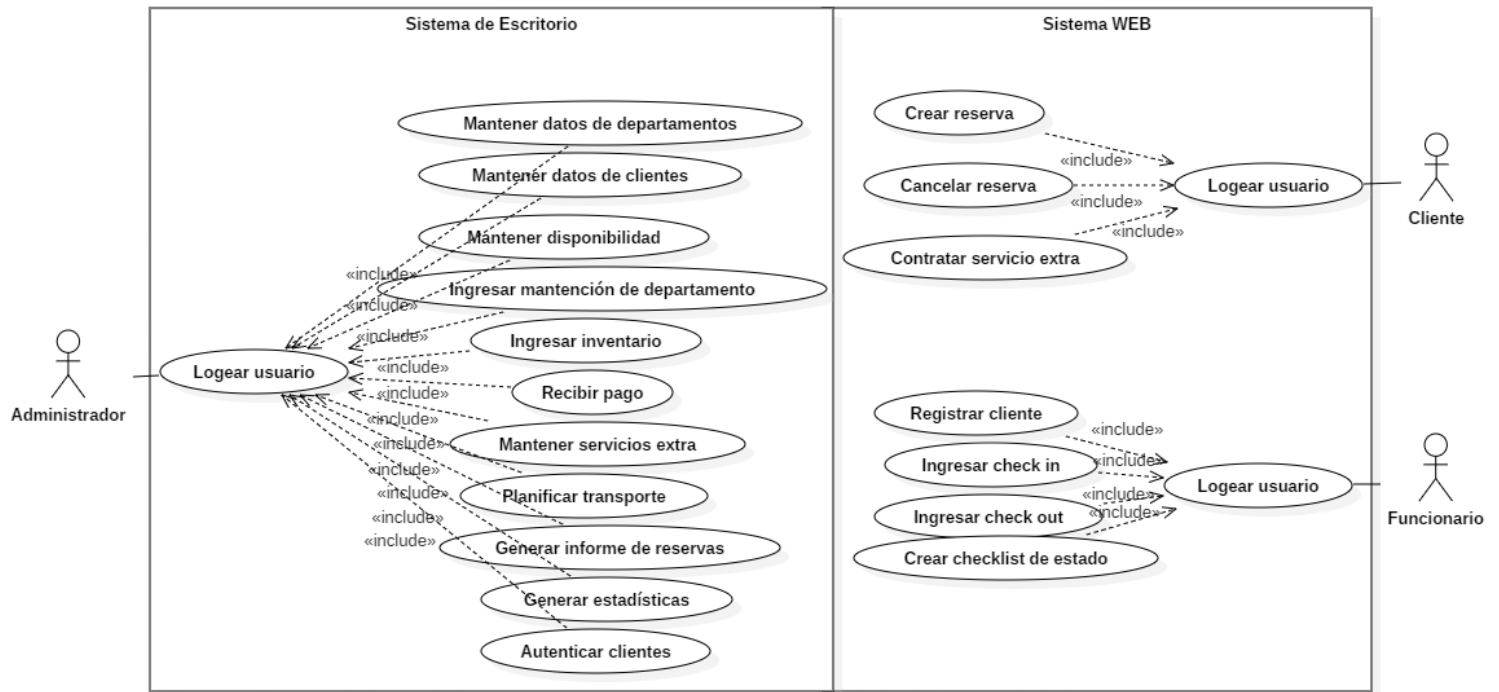 Sistema de Escritorio
Mantener datos de departamentos
Mantener datos de clientes
Mantener disponibilidad
«include»
Ingresar mantención de departamento
«include»
«include»
Ingresar inventario
Administrador
Logear usuario
«include»
Recibir pago
«include»
«include»
Mantener servicios extra
«include»
«include»
Planificar transporte
«include»
«include»
«include»
Generar informe de reservas
Generar estadísticas
Autenticar clientes
Sistema WEB
Crear reserva
«include»
Cancelar reserva
«include»
Logear usuario
Cliente
«include»
Contratar servicio extra
Registrar cliente
«include»
Ingresar check in
«include»
Logear usuario
Funcionario
«include»
Ingresar check out
«include»
Crear checklist de estado